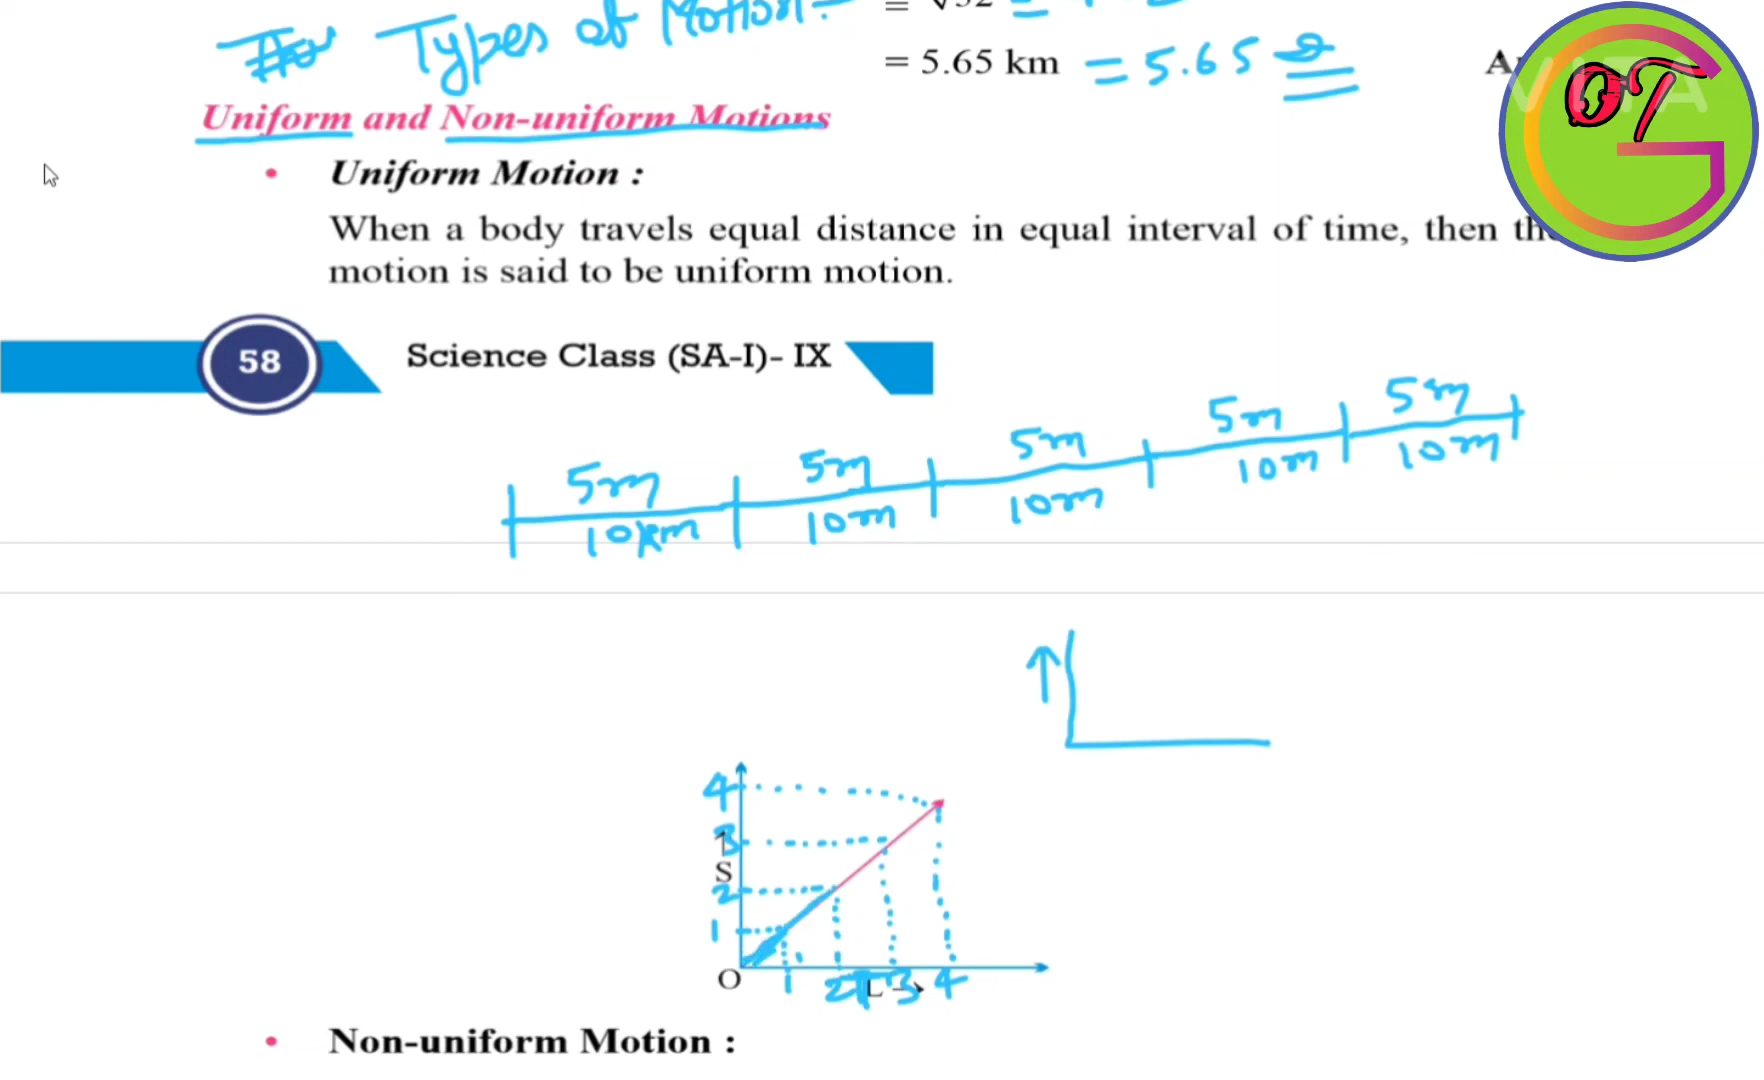 Types of Motion:-
= √32 =
= 5.65 km = 5.65
Uniform and Non-uniform Motions
• Uniform Motion :
When a body travels equal distance in equal interval of time, then the
motion is said to be uniform motion.
58 Science Class (SA-I)- IX
5m 5m 5m 5m 5m
10km 10m 10m 10m 10m
4
3
S
2
1
O 1 2 3 4
• Non-uniform Motion :
VITA
OT
G